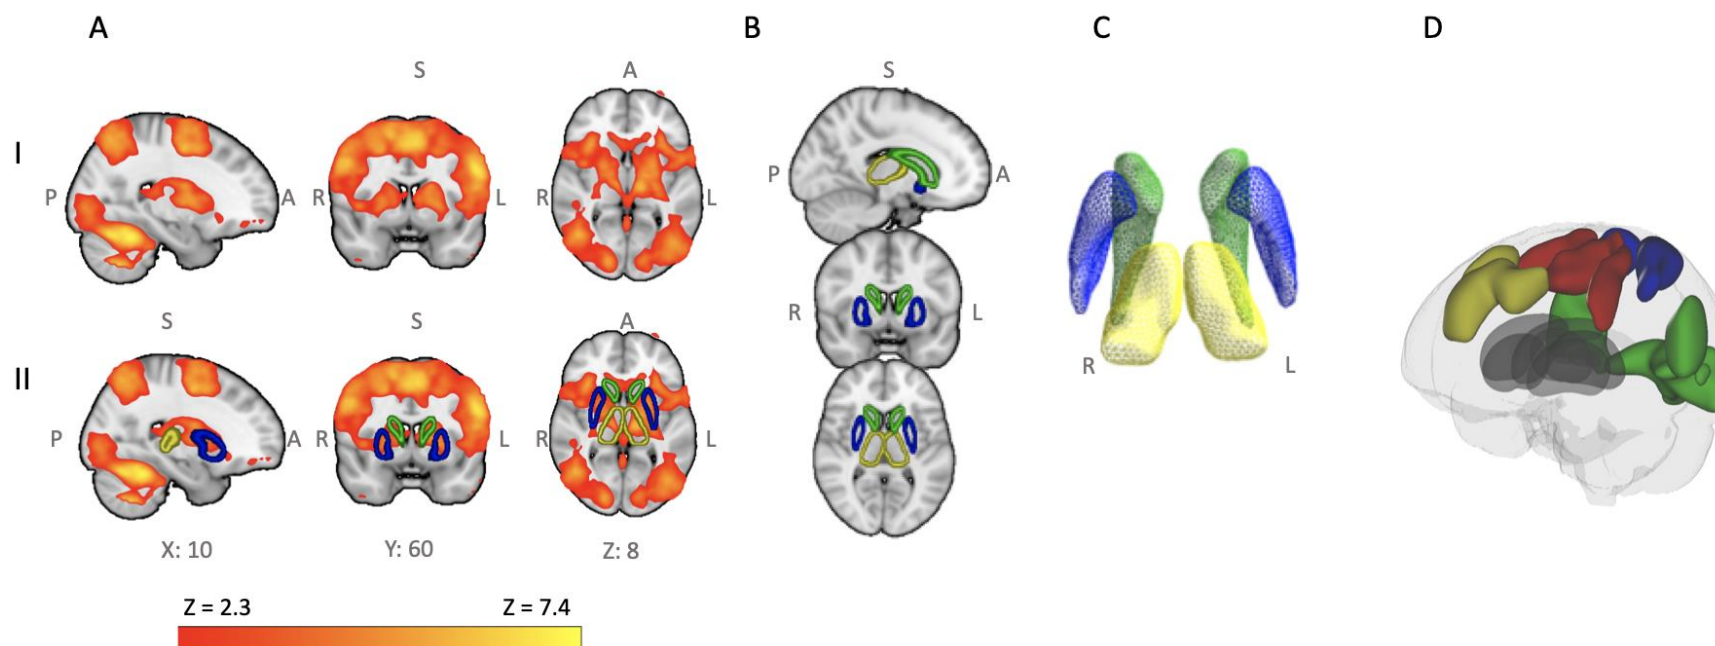 A B C D
S A S
I
P A R L R L
P A
S S A
II
R L
P A R L R L
R L
X: 10 Y: 60 Z: 8
Z = 2.3 Z = 7.4